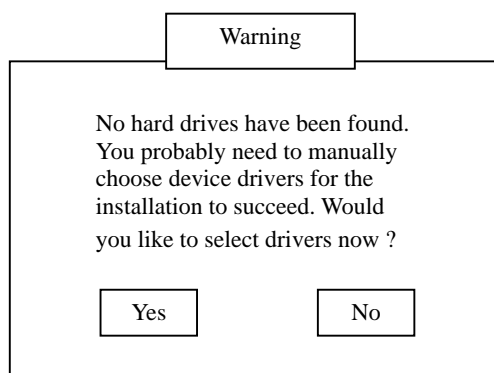 Warning
No hard drives have been found.
You probably need to manually
choose device drivers for the
installation to succeed. Would
you like to select drivers now ?
Yes
No